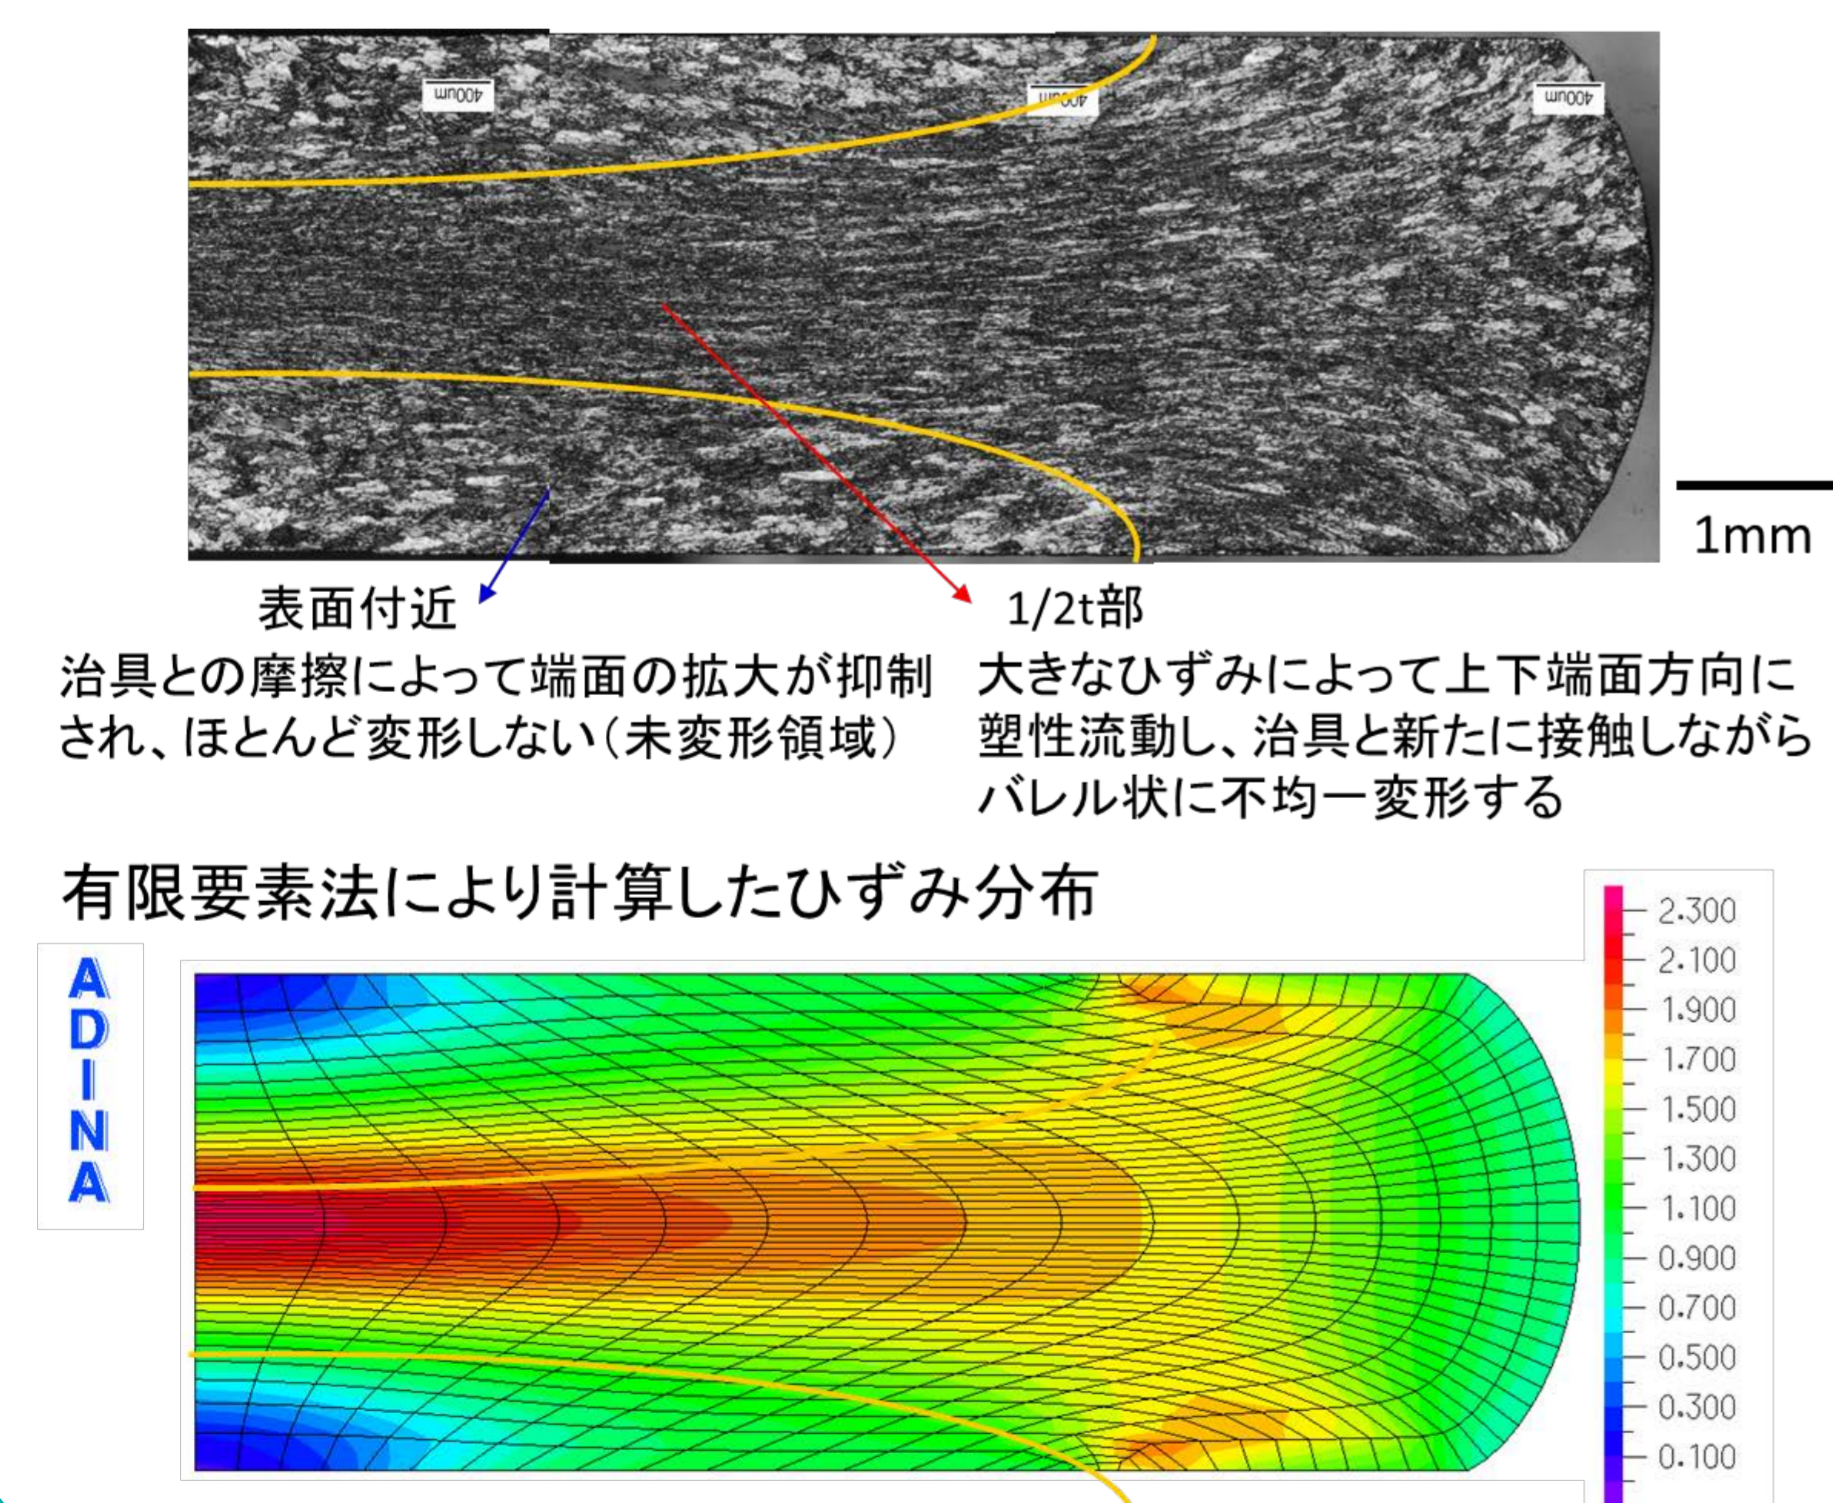 400um
400um
400um
1mm
表面付近
治具との摩擦によって端面の拡大が抑制
され、ほとんど変形しない（未変形領域）
1/2t部
大きなひずみによって上下端面方向に
塑性流動し、治具と新たに接触しながら
バレル状に不均一変形する
有限要素法により計算したひずみ分布
ADINA
2.300
2.100
1.900
1.700
1.500
1.300
1.100
0.900
0.700
0.500
0.300
0.100